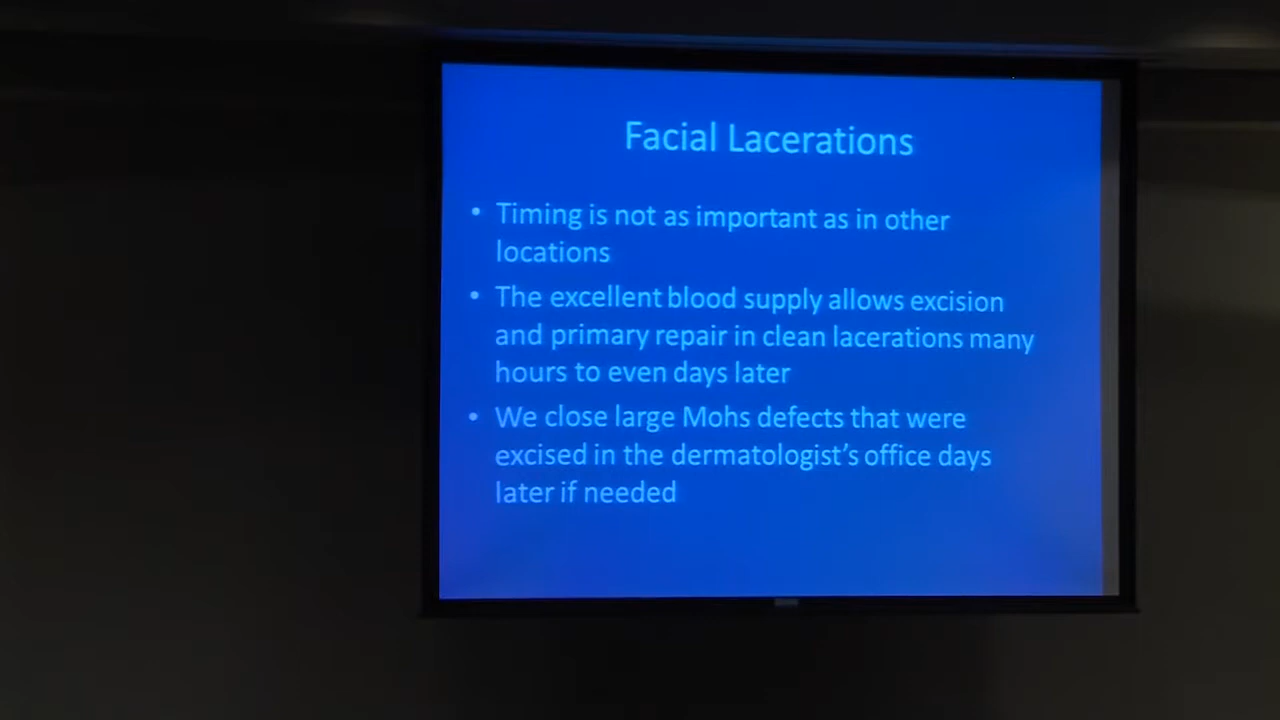 Facial Lacerations
• Timing is not as important as in other
locations
• The excellent blood supply allows excision
and primary repair in clean lacerations many
hours to even days later
• We close large Mohs defects that were
excised in the dermatologist's office days
later if needed